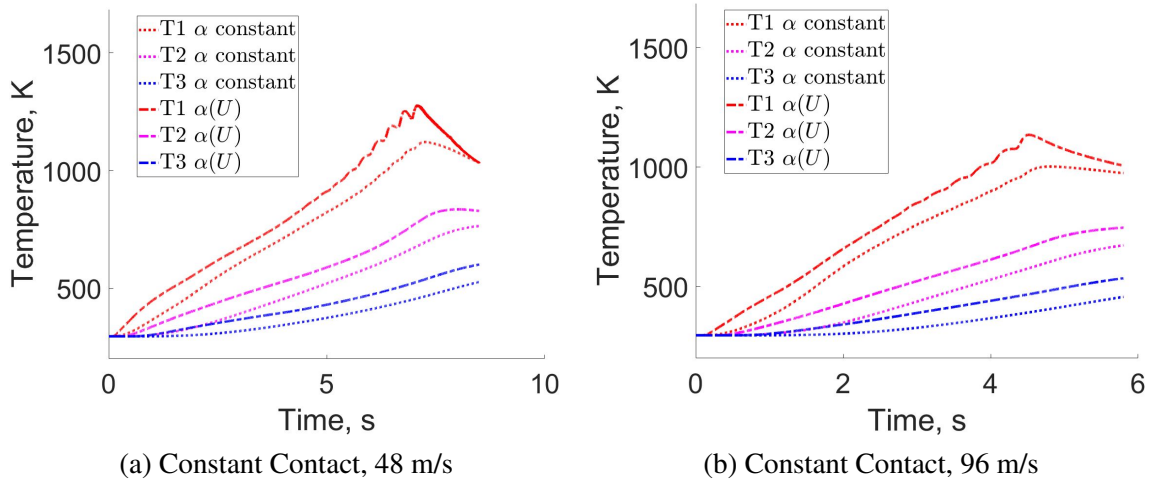 T1 α constant
T2 α constant
T3 α constant
T1 α(U)
T2 α(U)
T3 α(U)
1500
1000
500
Temperature, K
0
5
10
Time, s
(a) Constant Contact, 48 m/s
T1 α constant
T2 α constant
T3 α constant
T1 α(U)
T2 α(U)
T3 α(U)
1500
1000
500
Temperature, K
0
2
4
6
Time, s
(b) Constant Contact, 96 m/s